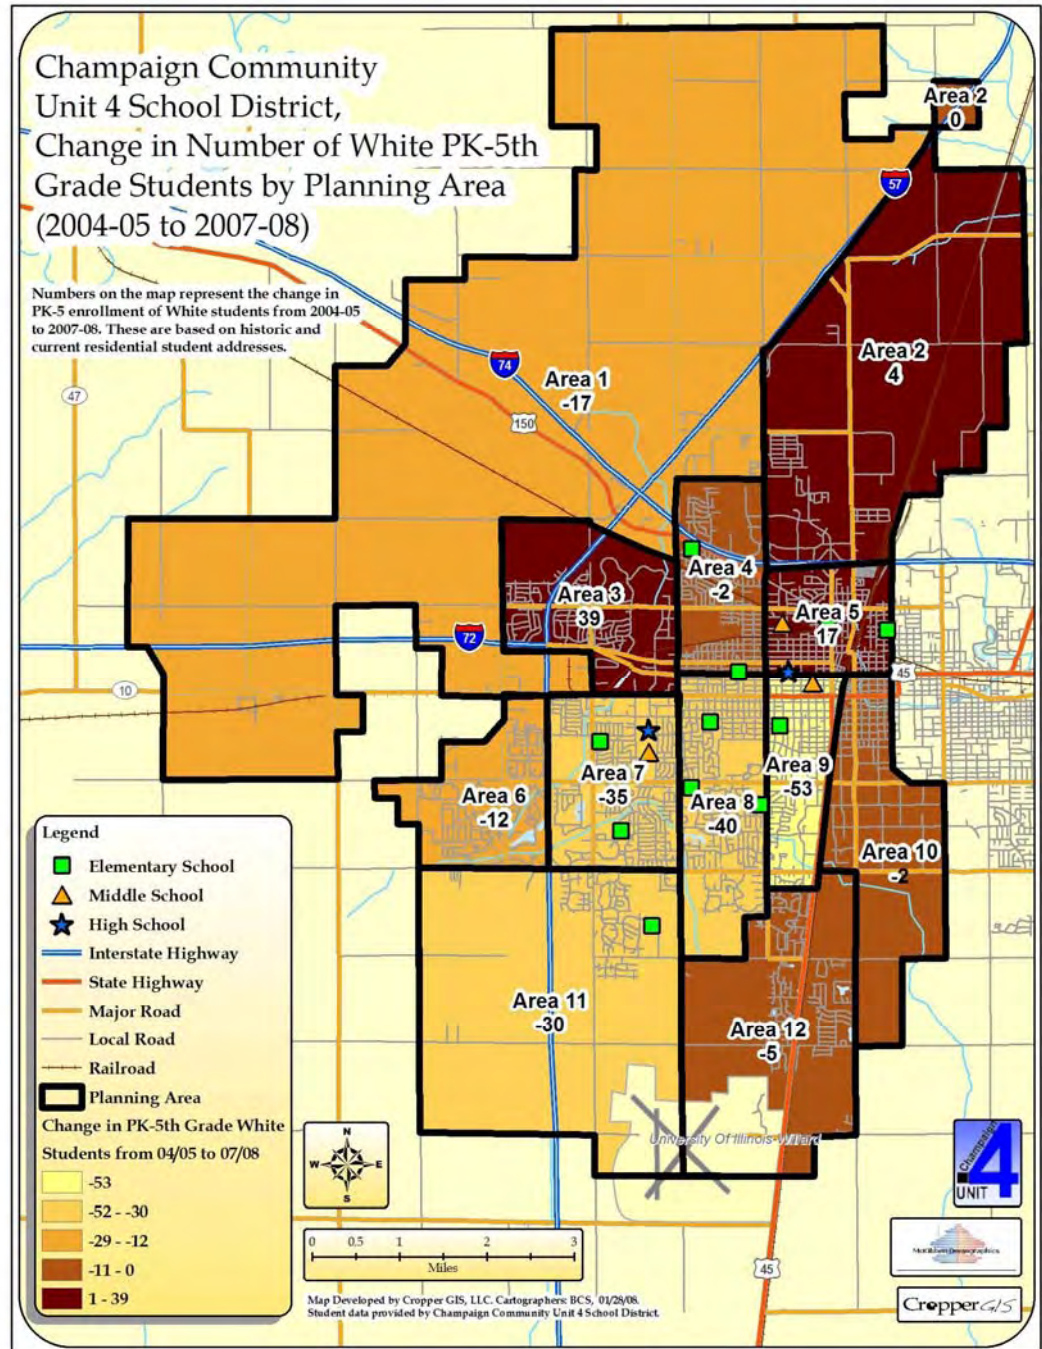 Champaign Community
Unit 4 School District,
Change in Number of White PK-5th
Grade Students by Planning Area
(2004-05 to 2007-08)
Numbers on the map represent the change in
PK-5 enrollment of White students from 2004-05
to 2007-08. These are based on historic and
current residential student addresses.
Area 2
0
57
Area 2
4
74
Area 1
-17
47
150
Area 4
-2
Area 3
39
Area 5
17
72
45
10
Area 7
-35
Area 9
-53
Area 6
-12
Area 8
-40
Area 10
-2
Area 11
-30
Area 12
-5
University Of Illinois-Willard
45
Legend
Elementary School
Middle School
High School
Interstate Highway
State Highway
Major Road
Local Road
Railroad
Planning Area
Change in PK-5th Grade White
Students from 04/05 to 07/08
-53
-52 - -30
-29 - -12
-11 - 0
1 - 39
N
W E
S
0 0.5 1 2 3
Miles
Map Developed by Cropper GIS, LLC. Cartographers: BCS, 01/28/08.
Student data provided by Champaign Community Unit 4 School District.
Champaign
UNIT 4
McKibben Demographics
Cropper GIS